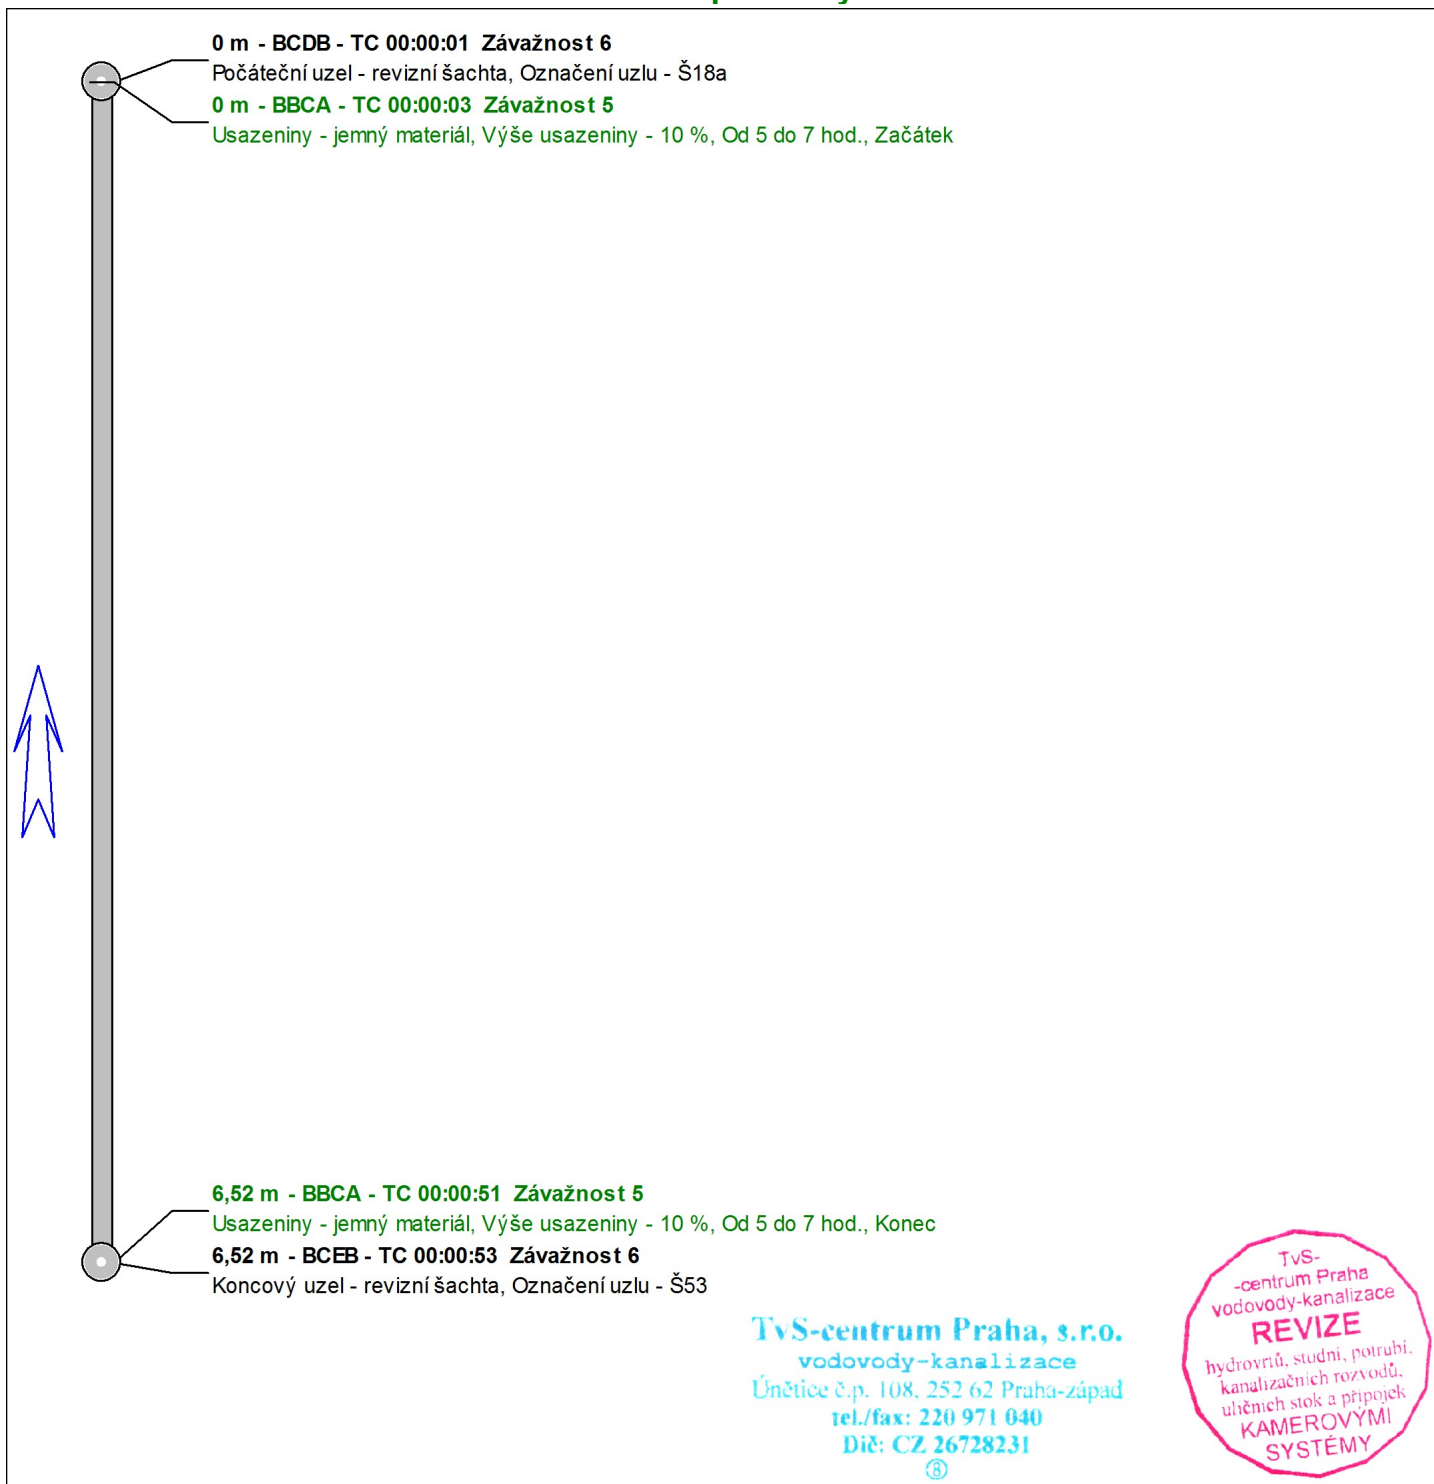 0 m - BCDB - TC 00:00:01 Závažnost 6
Počáteční uzel - revizní šachta, Označení uzlu - Š18a
0 m - BBCA - TC 00:00:03 Závažnost 5
Usazeniny - jemný materiál, Výše usazeniny - 10 %, Od 5 do 7 hod., Začátek
6,52 m - BBCA - TC 00:00:51 Závažnost 5
Usazeniny - jemný materiál, Výše usazeniny - 10 %, Od 5 do 7 hod., Konec
6,52 m - BCEB - TC 00:00:53 Závažnost 6
Koncový uzel - revizní šachta, Označení uzlu - Š53
TvS-centrum Praha, s.r.o.
vodovody-kanalizace
Únětice č.p. 108, 252 62 Praha-západ
tel./fax: 220 971 040
Dič: CZ 26728231
⑧
TvS-
-centrum Praha
vodovody-kanalizace
REVIZE
hydrovrtů, studní, potrubí,
kanalizačních rozvodů,
uličních stok a přípojek
KAMEROVÝMI
SYSTÉMY